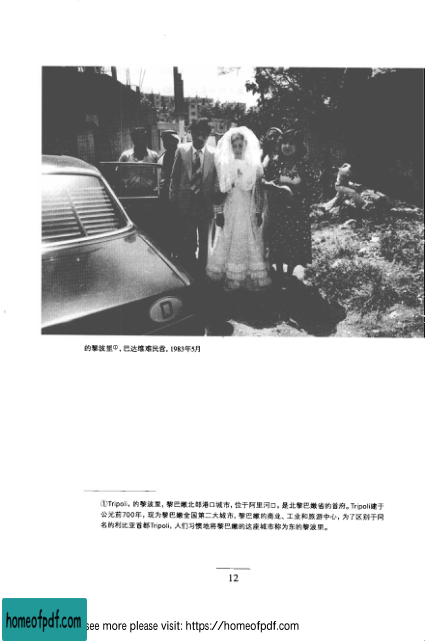 D
的黎波里①，巴达维难民营，1983年5月
①Tripoli，的黎波里，黎巴嫩北部港口城市，位于阿里河口，是北黎巴嫩省的首府。Tripoli建于
公元前700年，现为黎巴嫩全国第二大城市，黎巴嫩的商业、工业和旅游中心，为了区别于同
名的利比亚首都Tripoli，人们习惯地将黎巴嫩的这座城市称为东的黎波里。
12
homeofpdf.com
see more please visit: https://homeofpdf.com